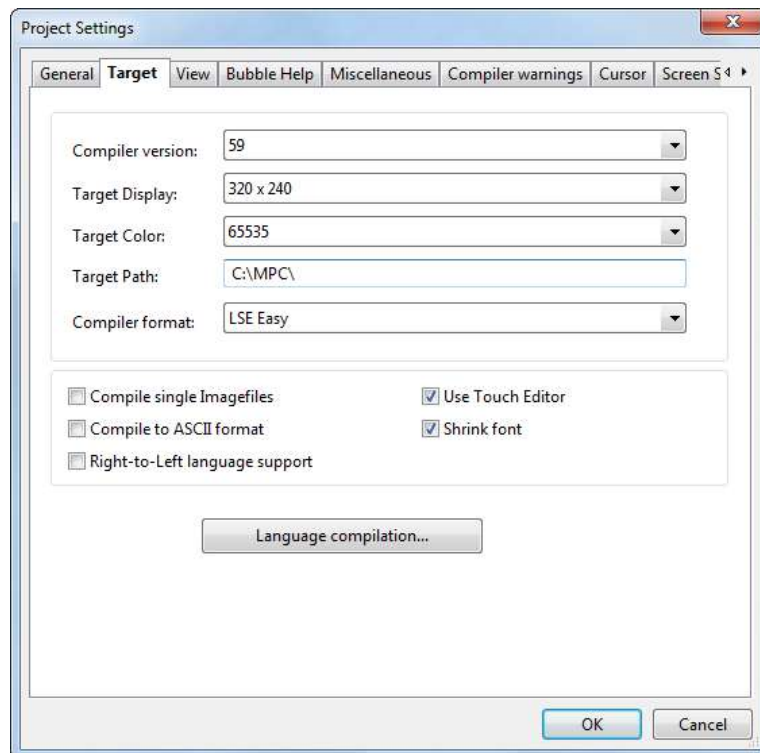 Project Settings
General Target View Bubble Help Miscellaneous Compiler warnings Cursor Screen S
Compiler version: 59
Target Display: 320 x 240
Target Color: 65535
Target Path: C:\MPC\
Compiler format: LSE Easy
Compile single Imagefiles Use Touch Editor
Compile to ASCII format Shrink font
Right-to-Left language support
Language compilation...
OK Cancel